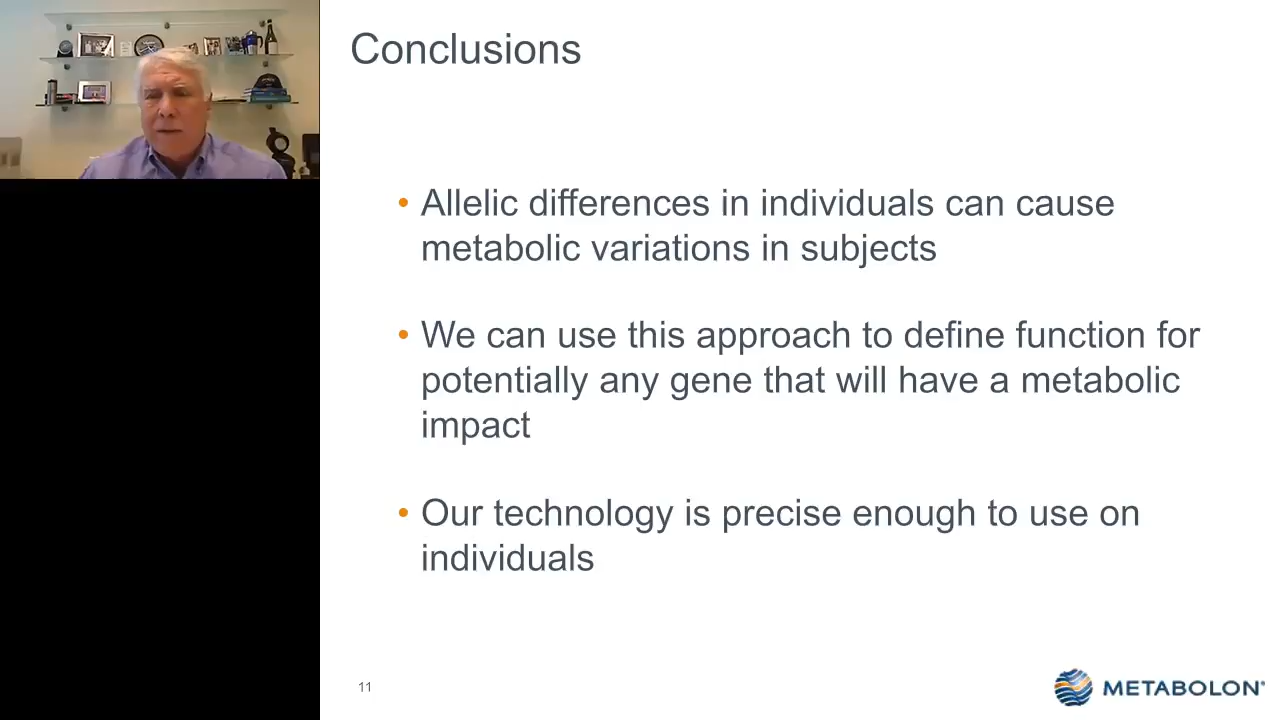 Conclusions
• Allelic differences in individuals can cause
metabolic variations in subjects
• We can use this approach to define function for
potentially any gene that will have a metabolic
impact
• Our technology is precise enough to use on
individuals
11
METABOLON®